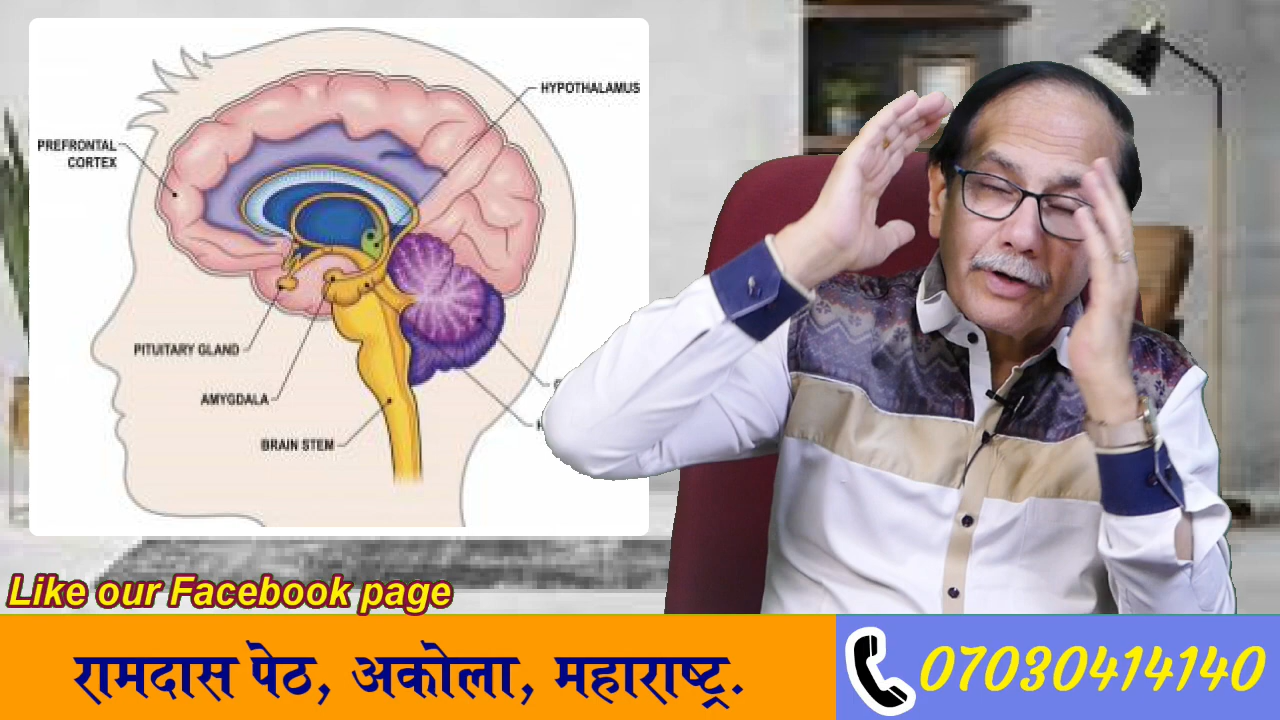 HYPOTHALAMUS
PREFRONTAL
CORTEX
PITUITARY GLAND
AMYGDALA
BRAIN STEM
Like our Facebook page
रामदास पेठ, अकोला, महाराष्ट्र.
07030414140